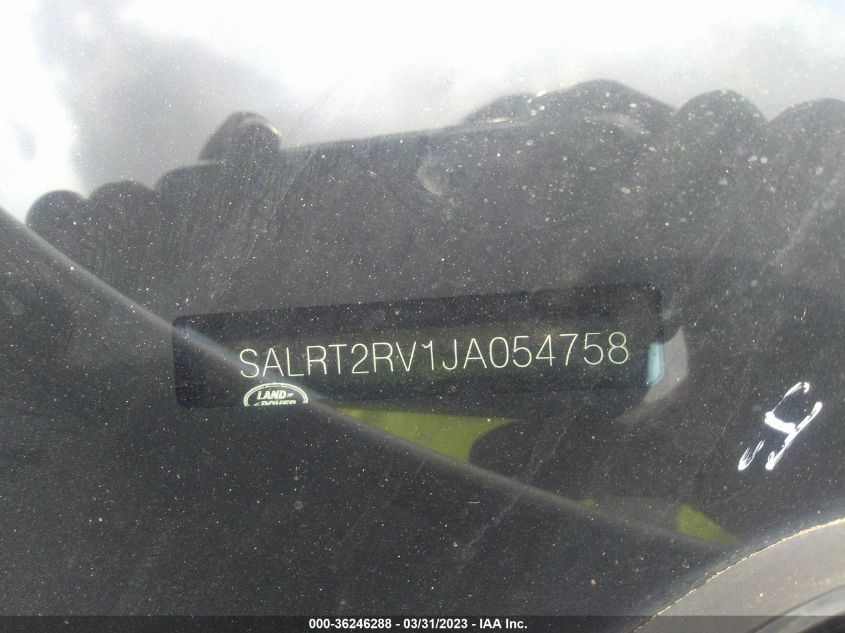 SALRT2RV1JA054758
LAND
ROVER
000-36246288 - 03/31/2023 - IAA Inc.